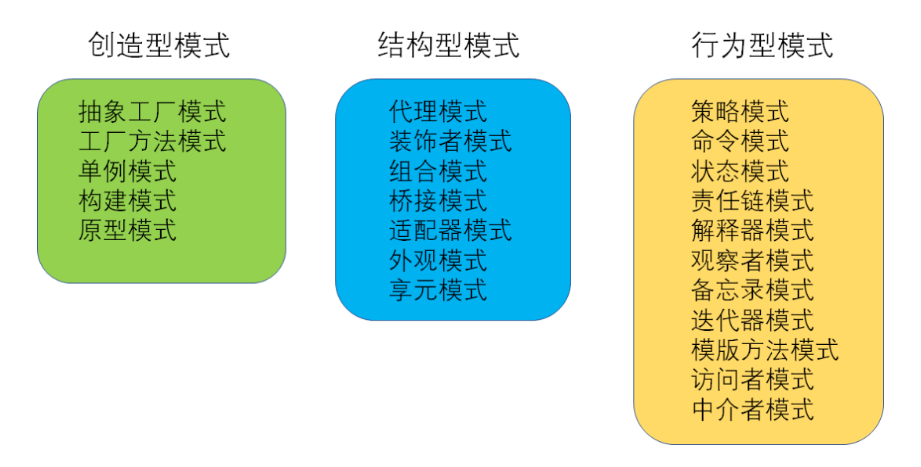 创造型模式
抽象工厂模式
工厂方法模式
单例模式
构建模式
原型模式
结构型模式
代理模式
装饰者模式
组合模式
桥接模式
适配器模式
外观模式
享元模式
行为型模式
策略模式
命令模式
状态模式
责任链模式
解释器模式
观察者模式
备忘录模式
迭代器模式
模版方法模式
访问者模式
中介者模式